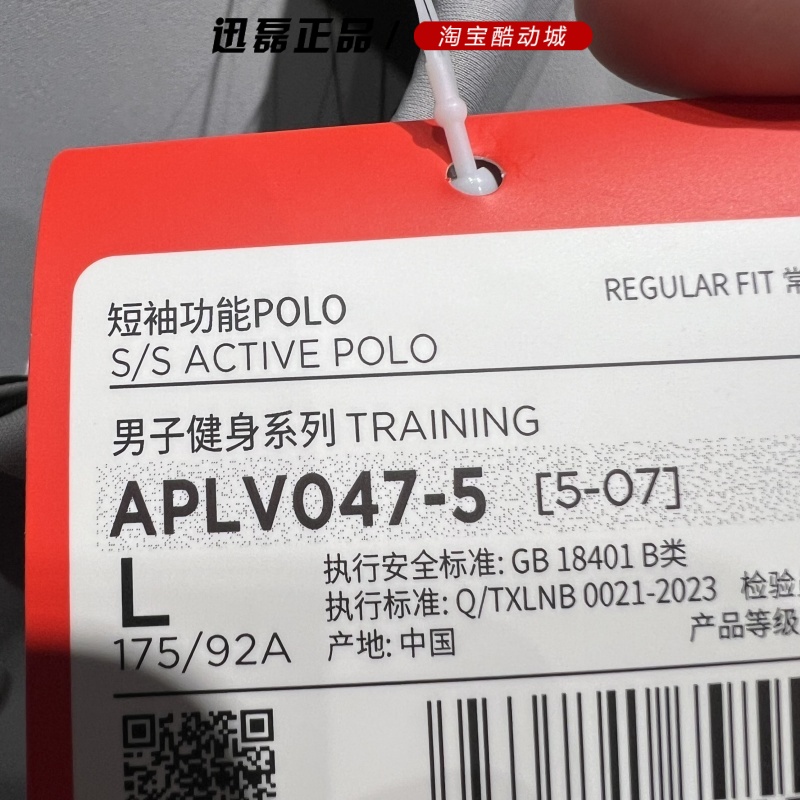 迅磊正品 淘宝酷动城
短袖功能POLO
REGULAR FIT 常
S/S ACTIVE POLO
男子健身系列 TRAINING
APLV047-5 [5-07]
L
175/92A
执行安全标准: GB 18401 B类
执行标准: Q/TXLNB 0021-2023 检验
产地: 中国
产品等级